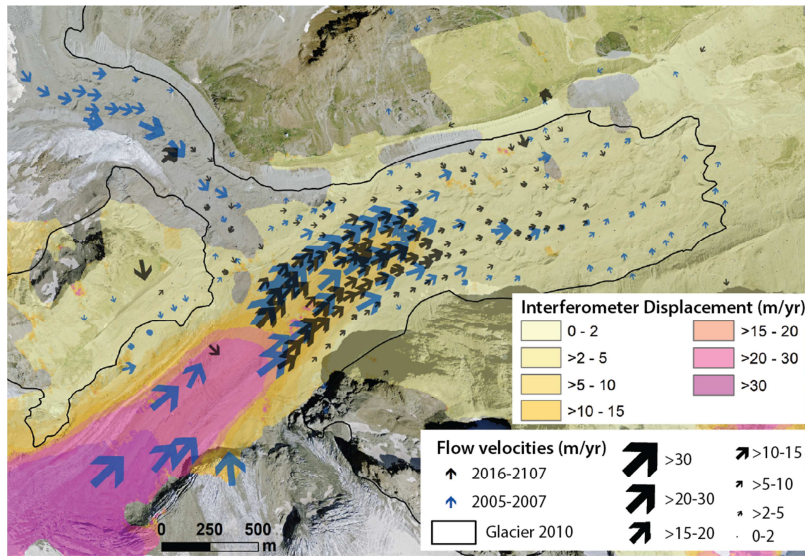 Interferometer Displacement (m/yr)
0 - 2
>2 - 5
>5 - 10
>10 - 15
>15 - 20
>20 - 30
>30
Flow velocities (m/yr)
2016-2107
2005-2007
Glacier 2010
>30
>20-30
>15-20
>10-15
>5-10
>2-5
0-2
0 250 500
m